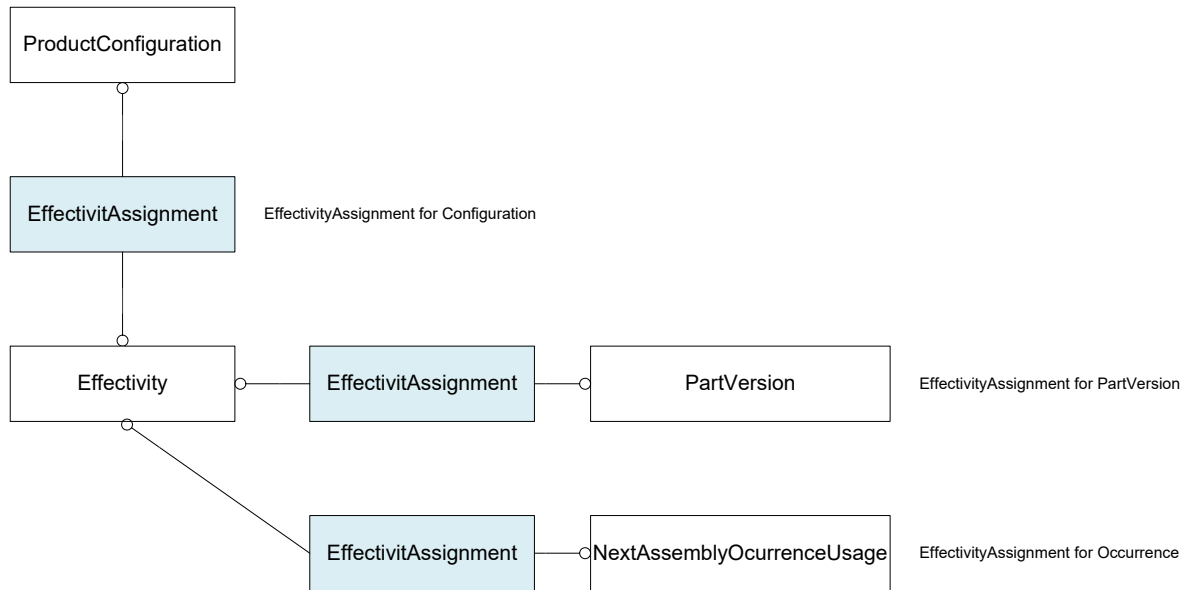 ProductConfiguration
EffectivitAssignment
EffectivityAssignment for Configuration
Effectivity
EffectivitAssignment
PartVersion
EffectivityAssignment for PartVersion
EffectivitAssignment
NextAssemblyOcurrenceUsage
EffectivityAssignment for Occurrence